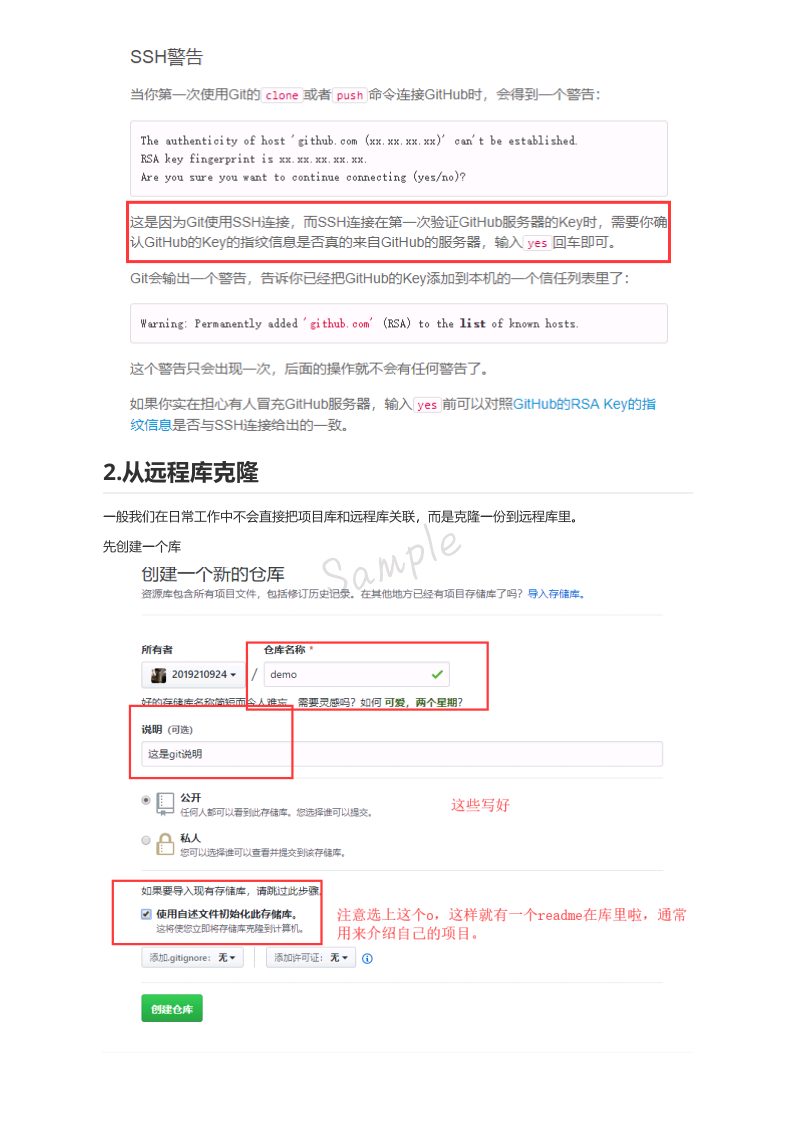 SSH警告
当你第一次使用Git的 clone 或者 push 命令连接GitHub时，会得到一个警告：
The authenticity of host 'github.com (xx.xx.xx.xx)' can't be established.
RSA key fingerprint is xx.xx.xx.xx.xx.
Are you sure you want to continue connecting (yes/no)?
这是因为Git使用SSH连接，而SSH连接在第一次验证GitHub服务器的Key时，需要你确
认GitHub的Key的指纹信息是否真的来自GitHub的服务器，输入 yes 回车即可。
Git会输出一个警告，告诉你已经把GitHub的Key添加到本机的一个信任列表里了：
Warning: Permanently added 'github.com' (RSA) to the list of known hosts.
这个警告只会出现一次，后面的操作就不会有任何警告了。
如果你实在担心有人冒充GitHub服务器，输入 yes 前可以对照GitHub的RSA Key的指
纹信息是否与SSH连接给出的一致。
2.从远程库克隆
一般我们在日常工作中不会直接把项目库和远程库关联，而是克隆一份到远程库里。
先创建一个库
Sample
创建一个新的仓库
资源库包含所有项目文件，包括修订历史记录。在其他地方已经有项目存储库了吗？导入存储库。
所有者 仓库名称 *
2019210924 / demo
好的存储库名称简短而令人难忘。需要灵感吗？如何 可爱，两个星期？
说明 (可选)
这是git说明
公开
任何人都可以看到此存储库。您选择谁可以提交。
这些写好
私人
您可以选择谁可以查看并提交到该存储库。
如果要导入现有存储库，请跳过此步骤
使用自述文件初始化此存储库。
这将使您立即将存储库克隆到计算机。
注意选上这个o，这样就有一个readme在库里啦，通常
用来介绍自己的项目。
添加.gitignore：无 添加许可证：无
创建仓库